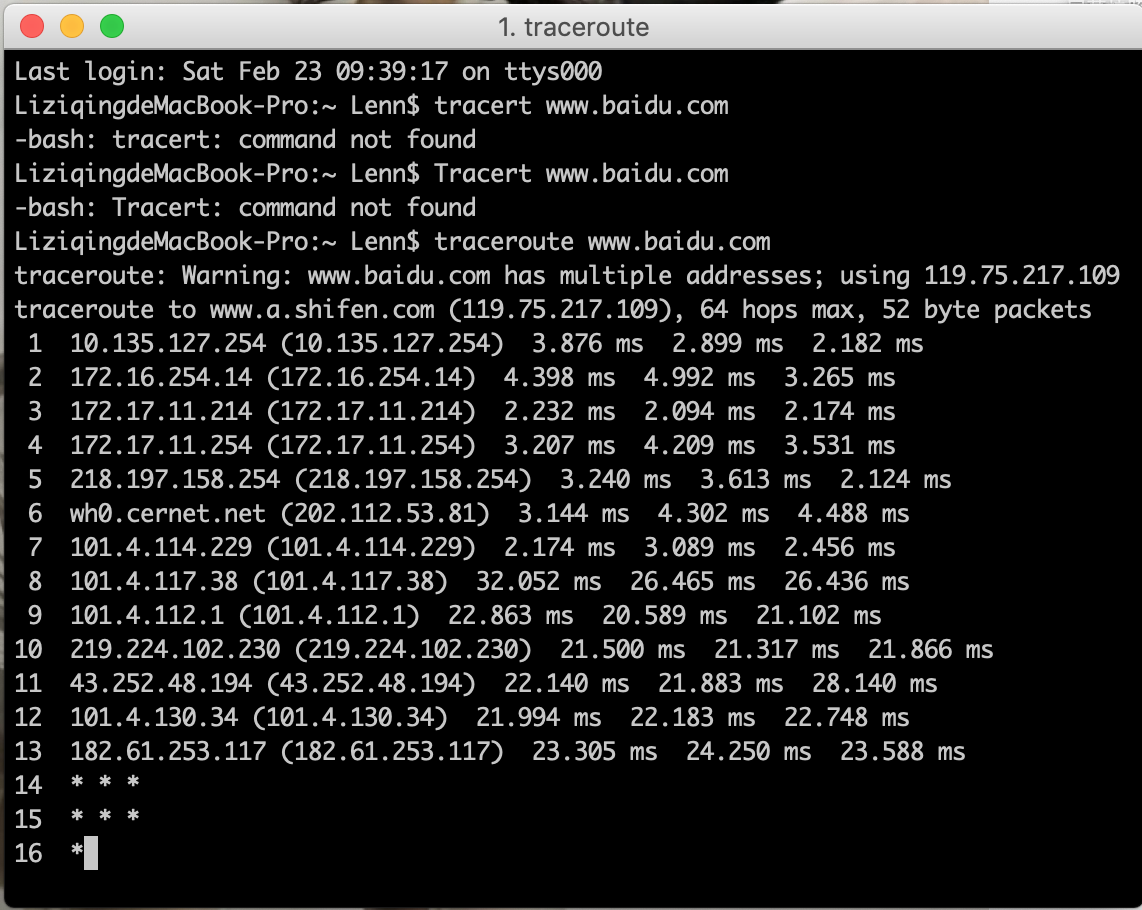 1. traceroute
Last login: Sat Feb 23 09:39:17 on ttys000
LiziqingdeMacBook-Pro:~ Lenn$ tracert www.baidu.com
-bash: tracert: command not found
LiziqingdeMacBook-Pro:~ Lenn$ Tracert www.baidu.com
-bash: Tracert: command not found
LiziqingdeMacBook-Pro:~ Lenn$ traceroute www.baidu.com
traceroute: Warning: www.baidu.com has multiple addresses; using 119.75.217.109
traceroute to www.a.shifen.com (119.75.217.109), 64 hops max, 52 byte packets
 1  10.135.127.254 (10.135.127.254)  3.876 ms  2.899 ms  2.182 ms
 2  172.16.254.14 (172.16.254.14)  4.398 ms  4.992 ms  3.265 ms
 3  172.17.11.214 (172.17.11.214)  2.232 ms  2.094 ms  2.174 ms
 4  172.17.11.254 (172.17.11.254)  3.207 ms  4.209 ms  3.531 ms
 5  218.197.158.254 (218.197.158.254)  3.240 ms  3.613 ms  2.124 ms
 6  wh0.cernet.net (202.112.53.81)  3.144 ms  4.302 ms  4.488 ms
 7  101.4.114.229 (101.4.114.229)  2.174 ms  3.089 ms  2.456 ms
 8  101.4.117.38 (101.4.117.38)  32.052 ms  26.465 ms  26.436 ms
 9  101.4.112.1 (101.4.112.1)  22.863 ms  20.589 ms  21.102 ms
10  219.224.102.230 (219.224.102.230)  21.500 ms  21.317 ms  21.866 ms
11  43.252.48.194 (43.252.48.194)  22.140 ms  21.883 ms  28.140 ms
12  101.4.130.34 (101.4.130.34)  21.994 ms  22.183 ms  22.748 ms
13  182.61.253.117 (182.61.253.117)  23.305 ms  24.250 ms  23.588 ms
14  * * *
15  * * *
16  *